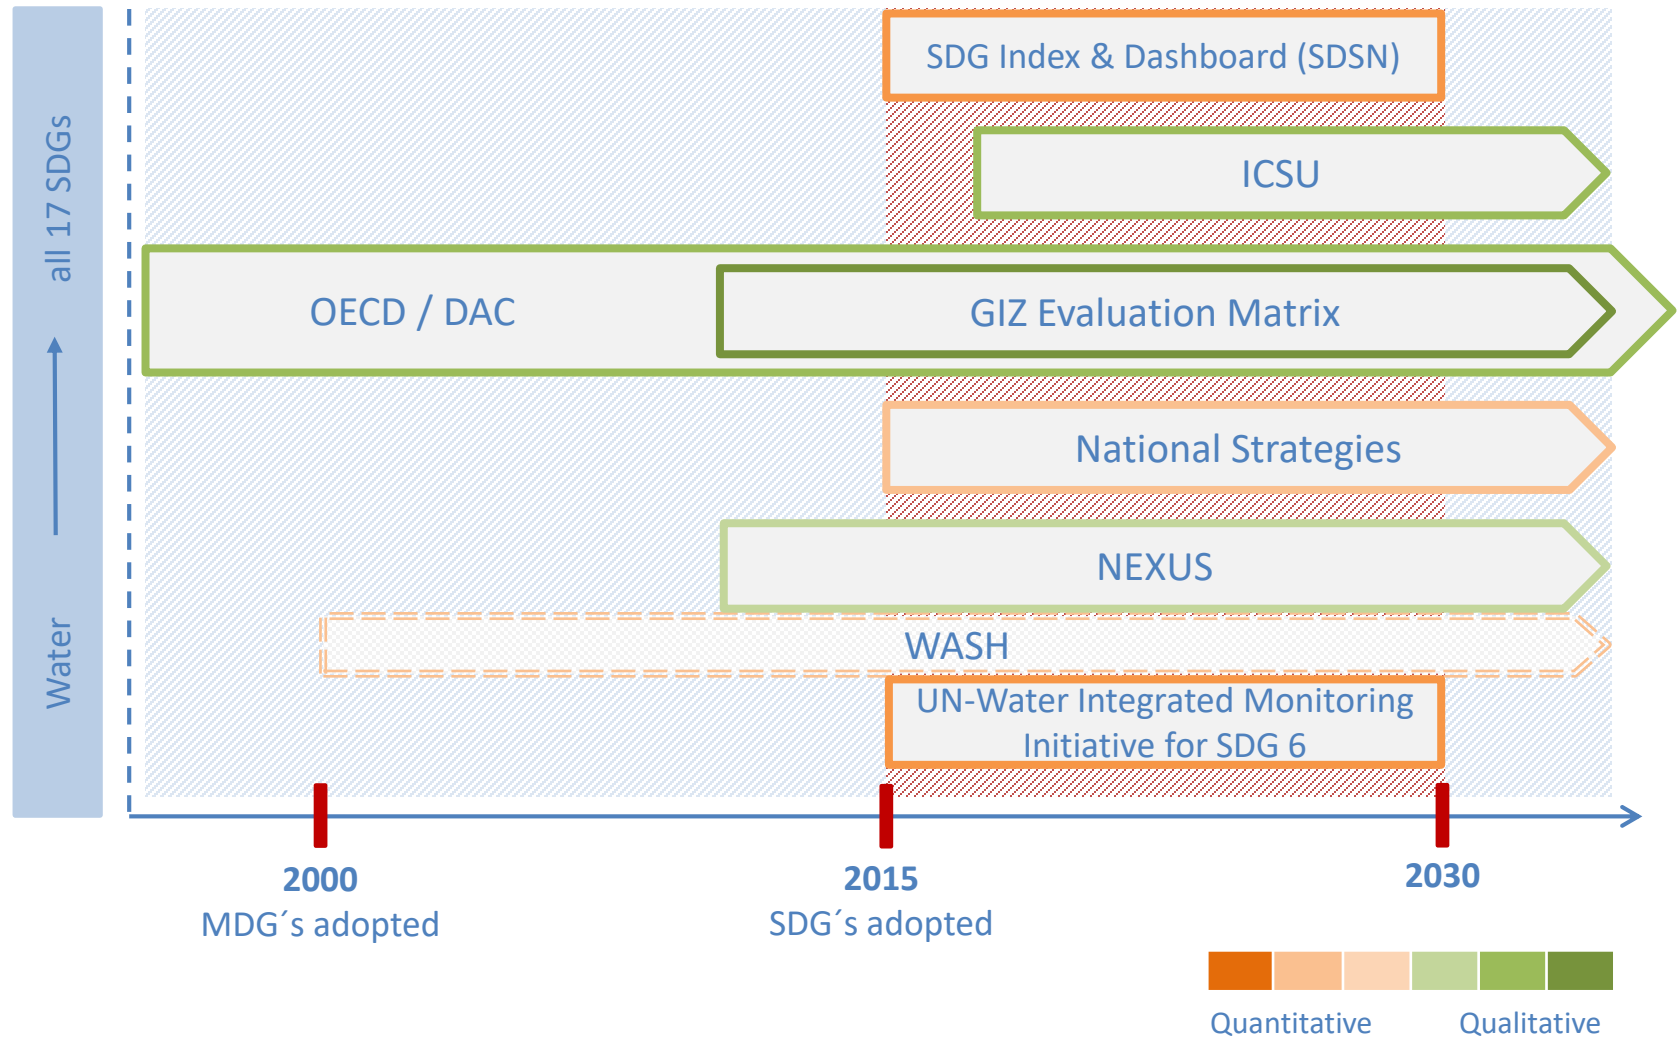 all 17 SDGs
Water
SDG Index & Dashboard (SDSN)
ICSU
OECD / DAC
GIZ Evaluation Matrix
National Strategies
NEXUS
WASH
UN-Water Integrated Monitoring
Initiative for SDG 6
2000
MDG´s adopted
2015
SDG´s adopted
2030
Quantitative
Qualitative